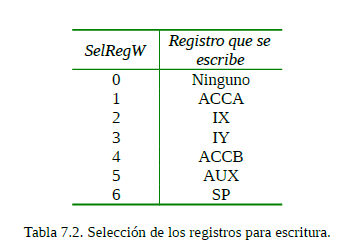 SelRegW Registro que se escribe
0 Ninguno
1 ACCA
2 IX
3 IY
4 ACCB
5 AUX
6 SP
Tabla 7.2. Selección de los registros para escritura.